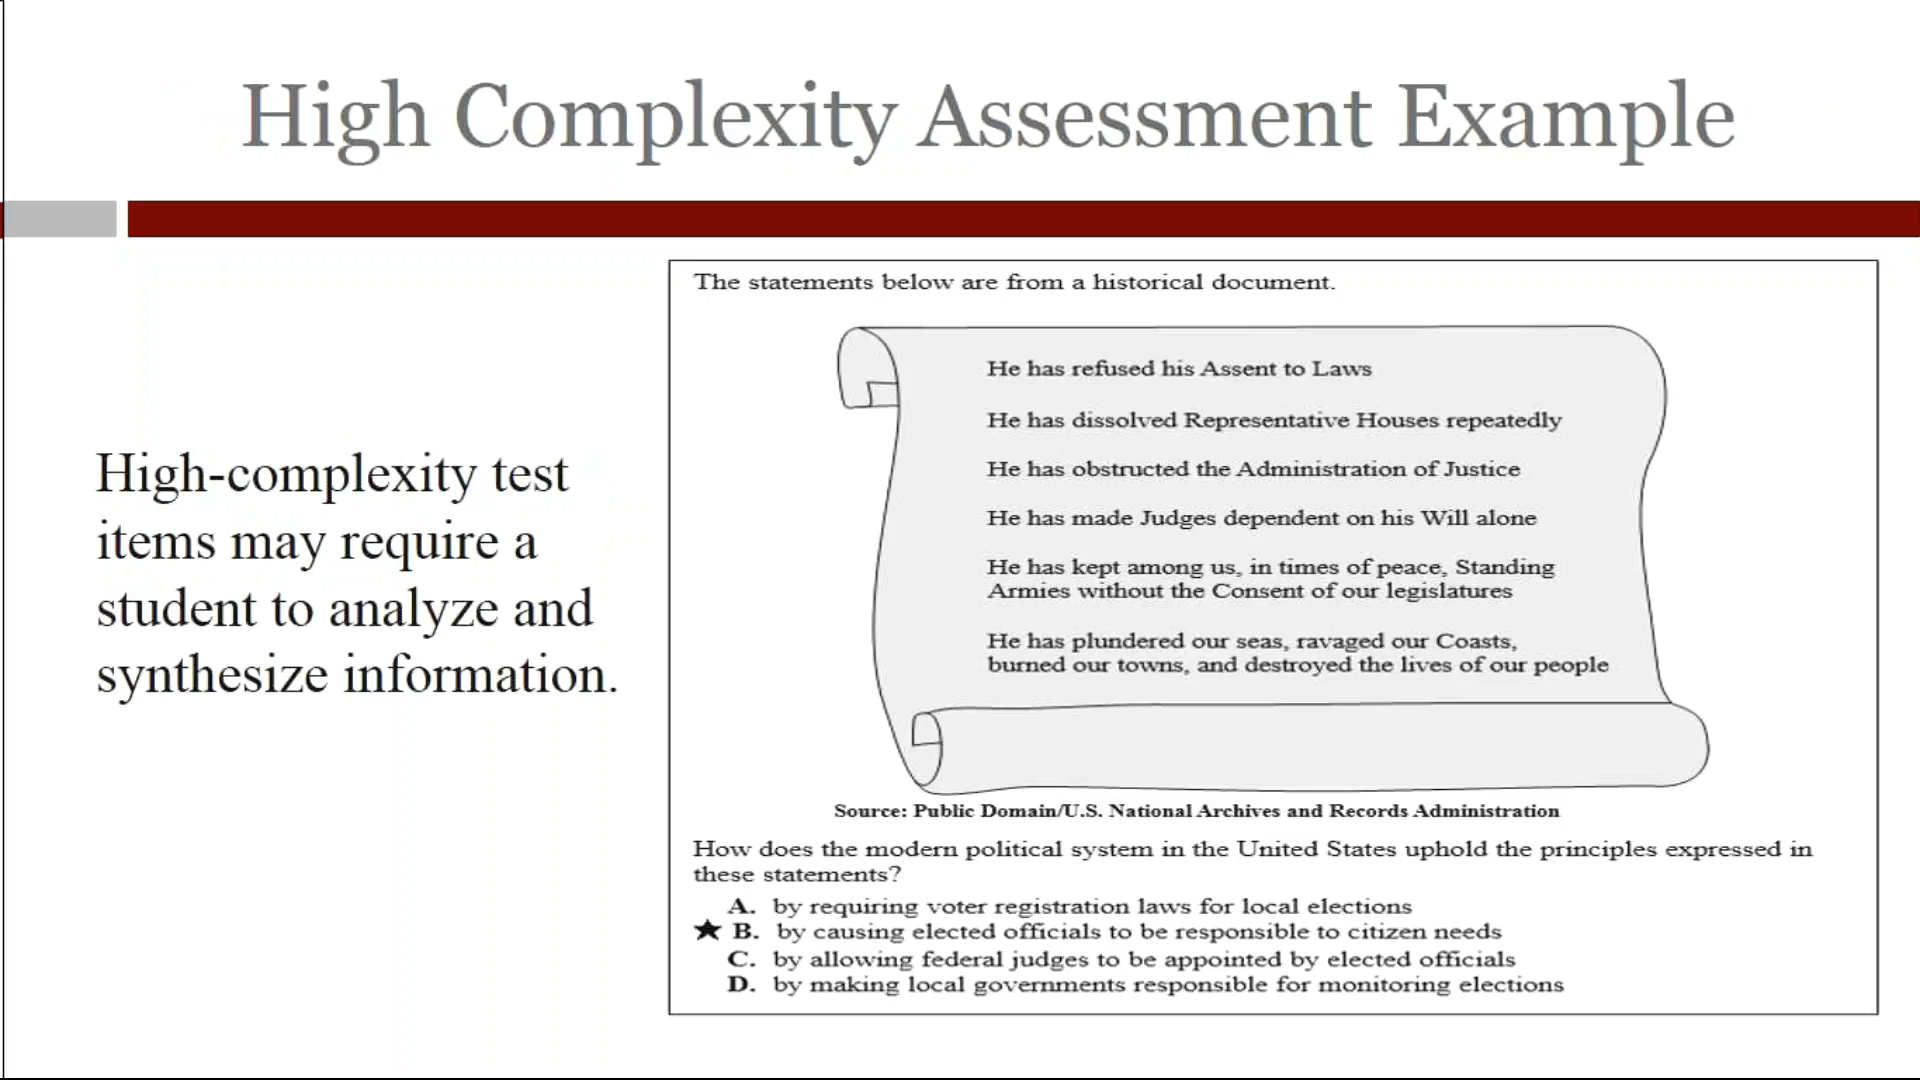 High Complexity Assessment Example
High-complexity test
items may require a
student to analyze and
synthesize information.
The statements below are from a historical document.
He has refused his Assent to Laws
He has dissolved Representative Houses repeatedly
He has obstructed the Administration of Justice
He has made Judges dependent on his Will alone
He has kept among us, in times of peace, Standing
Armies without the Consent of our legislatures
He has plundered our seas, ravaged our Coasts,
burned our towns, and destroyed the lives of our people
Source: Public Domain/U.S. National Archives and Records Administration
How does the modern political system in the United States uphold the principles expressed in
these statements?
A. by requiring voter registration laws for local elections
★ B. by causing elected officials to be responsible to citizen needs
C. by allowing federal judges to be appointed by elected officials
D. by making local governments responsible for monitoring elections